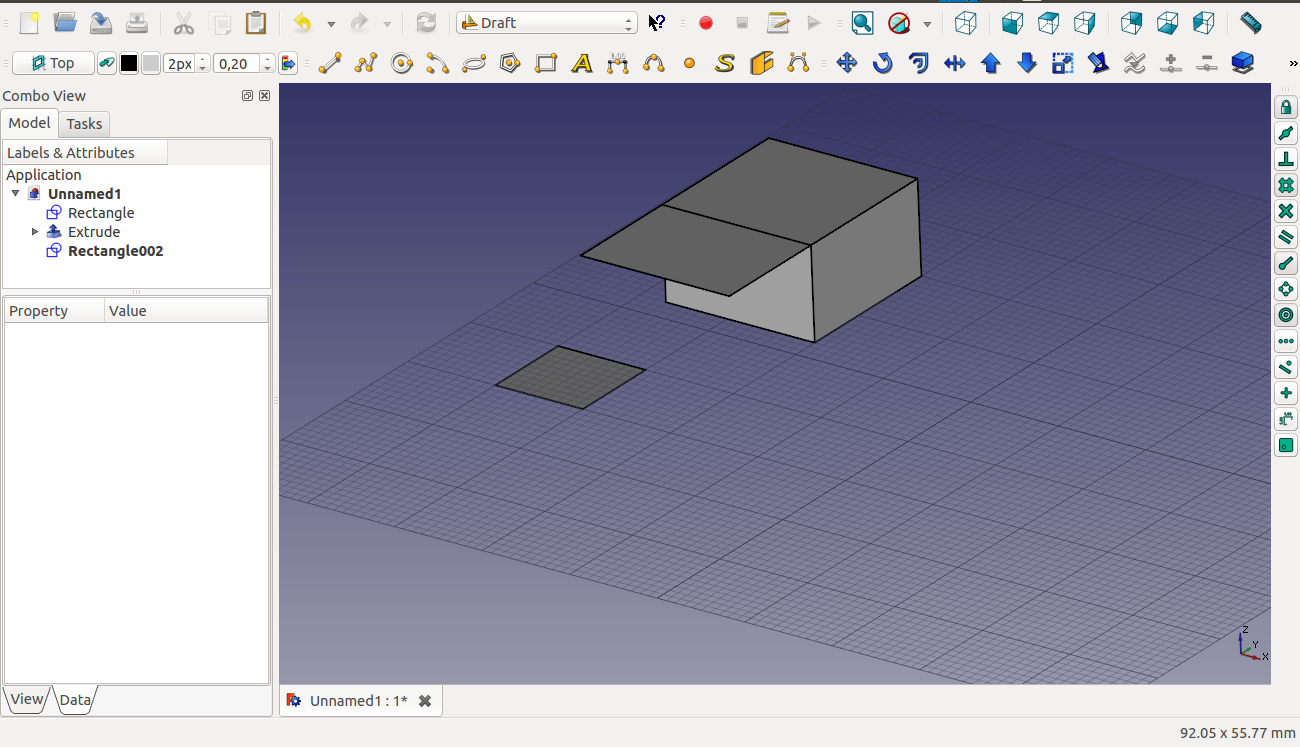 Draft
Top
2px
0,20
»
Combo View
Model
Tasks
Labels & Attributes
Application
Unnamed1
Rectangle
Extrude
Rectangle002
Property
Value
View
Data
Z
Y
X
Unnamed1 : 1*
92.05 x 55.77 mm